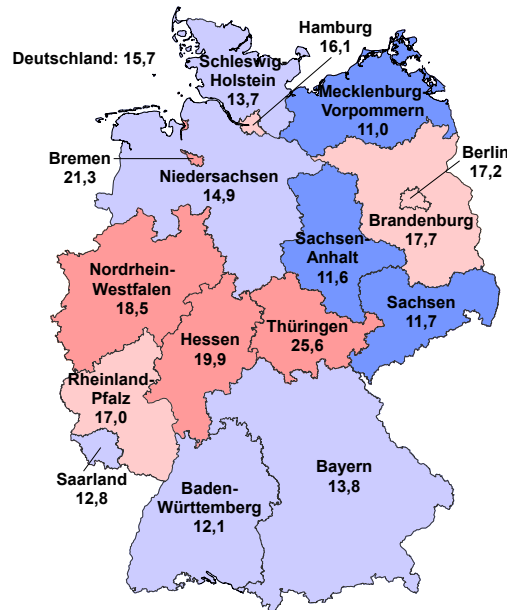 Deutschland: 15,7
Hamburg
16,1
Schleswig-
Holstein
13,7
Mecklenburg
Vorpommern
11,0
Bremen
21,3
Niedersachsen
14,9
Berlin
17,2
Brandenburg
17,7
Sachsen-
Anhalt
11,6
Nordrhein-
Westfalen
18,5
Sachsen
11,7
Thüringen
25,6
Hessen
19,9
Rheinland-
Pfalz
17,0
Saarland
12,8
Bayern
13,8
Baden-
Württemberg
12,1